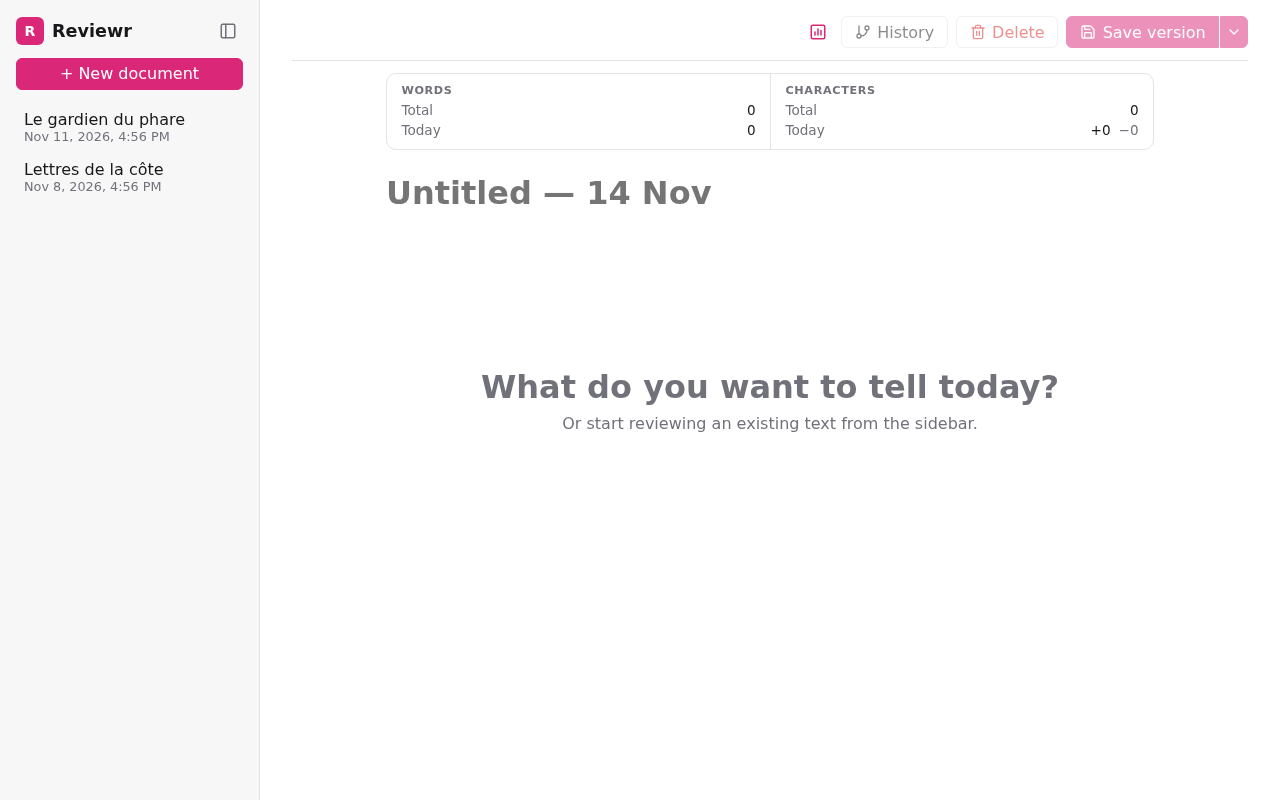 R Reviewr
+ New document
Le gardien du phare
Nov 11, 2026, 4:56 PM
Lettres de la côte
Nov 8, 2026, 4:56 PM
History Delete Save version
WORDS
Total 0
Today 0
CHARACTERS
Total 0
Today +0 −0
Untitled — 14 Nov
What do you want to tell today?
Or start reviewing an existing text from the sidebar.